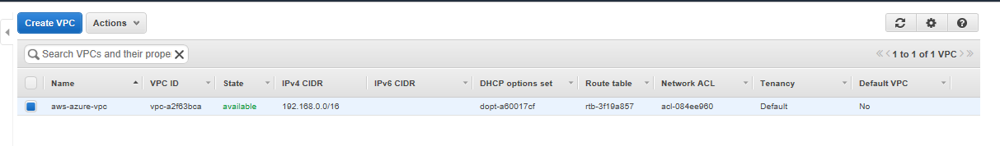 Create VPC Actions
Search VPCs and their prope
1 to 1 of 1 VPC
Name VPC ID State IPv4 CIDR IPv6 CIDR DHCP options set Route table Network ACL Tenancy Default VPC
aws-azure-vpc vpc-a2f63bca available 192.168.0.0/16 dopt-a60017cf rtb-3f19a857 acl-084ee960 Default No